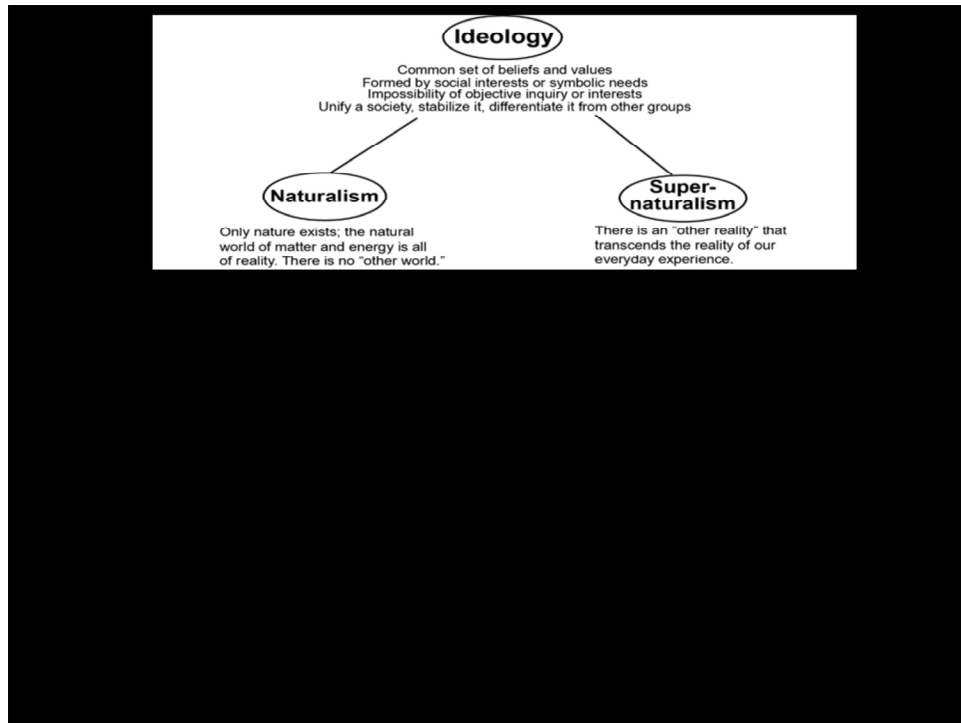 Ideology
Common set of beliefs and values
Formed by social interests or symbolic needs
Impossibility of objective inquiry or interests
Unify a society, stabilize it, differentiate it from other groups
Naturalism
Only nature exists; the natural
world of matter and energy is all
of reality. There is no “other world.”
Super-
naturalism
There is an “other reality” that
transcends the reality of our
everyday experience.